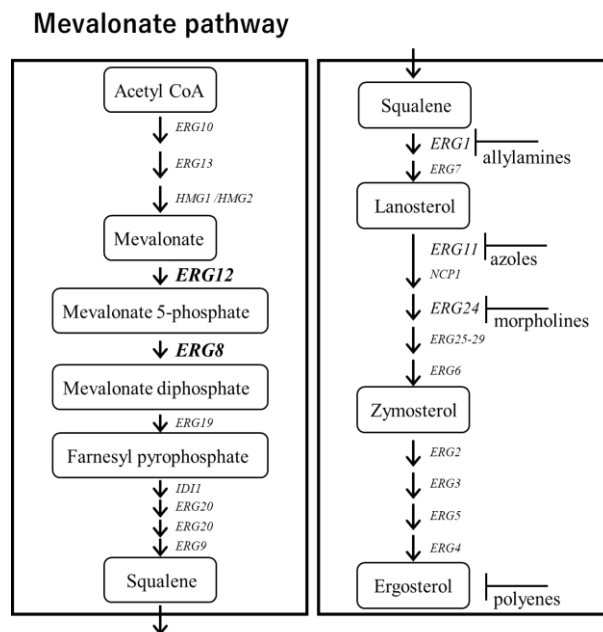 Mevalonate pathway
Acetyl CoA
ERG10
ERG13
HMG1 /HMG2
Mevalonate
ERG12
Mevalonate 5-phosphate
ERG8
Mevalonate diphosphate
ERG19
Farnesyl pyrophosphate
IDI1
ERG20
ERG20
ERG9
Squalene
Squalene
ERG1
allylamines
ERG7
Lanosterol
ERG11
azoles
NCP1
ERG24
morpholines
ERG25-29
ERG6
Zymosterol
ERG2
ERG3
ERG5
ERG4
Ergosterol
polyenes